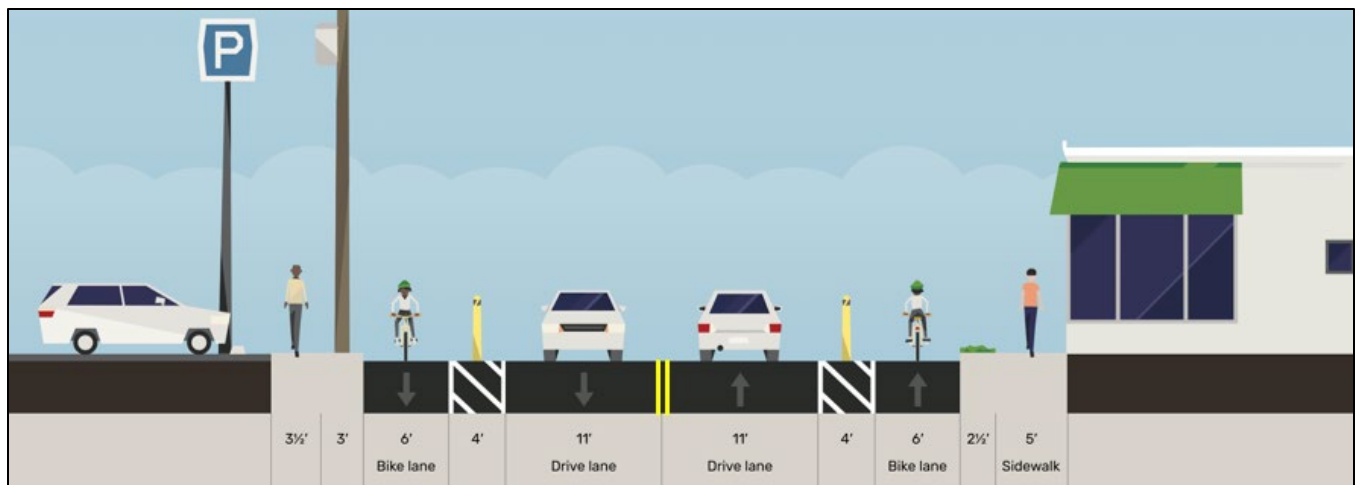 P
3½' 3' 6' 4' 11' 11' 4' 6' 2½' 5'
Bike lane Drive lane Drive lane Bike lane Sidewalk